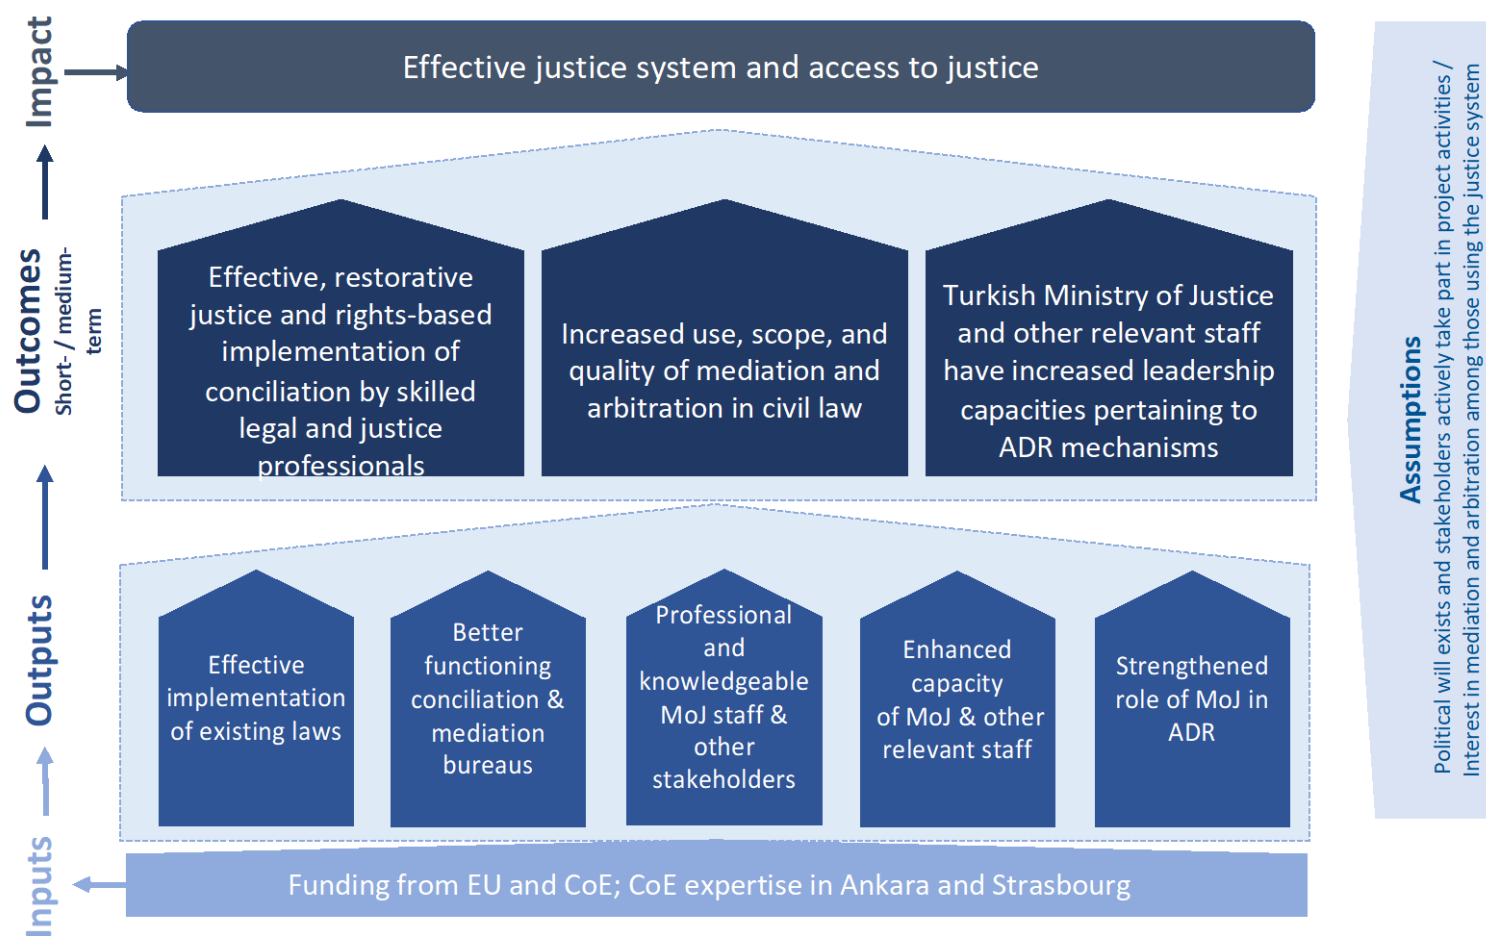 Impact
Effective justice system and access to justice
Outcomes
Short- / medium-
term
Effective, restorative
justice and rights-based
implementation of
conciliation by skilled
legal and justice
professionals
Increased use, scope, and
quality of mediation and
arbitration in civil law
Turkish Ministry of Justice
and other relevant staff
have increased leadership
capacities pertaining to
ADR mechanisms
Outputs
Effective
implementation
of existing laws
Better
functioning
conciliation &
mediation
bureaus
Professional
and
knowledgeable
MoJ staff &
other
stakeholders
Enhanced
capacity
of MoJ & other
relevant staff
Strengthened
role of MoJ in
ADR
Inputs
Funding from EU and CoE; CoE expertise in Ankara and Strasbourg
Assumptions
Political will exists and stakeholders actively take part in project activities /
Interest in mediation and arbitration among those using the justice system